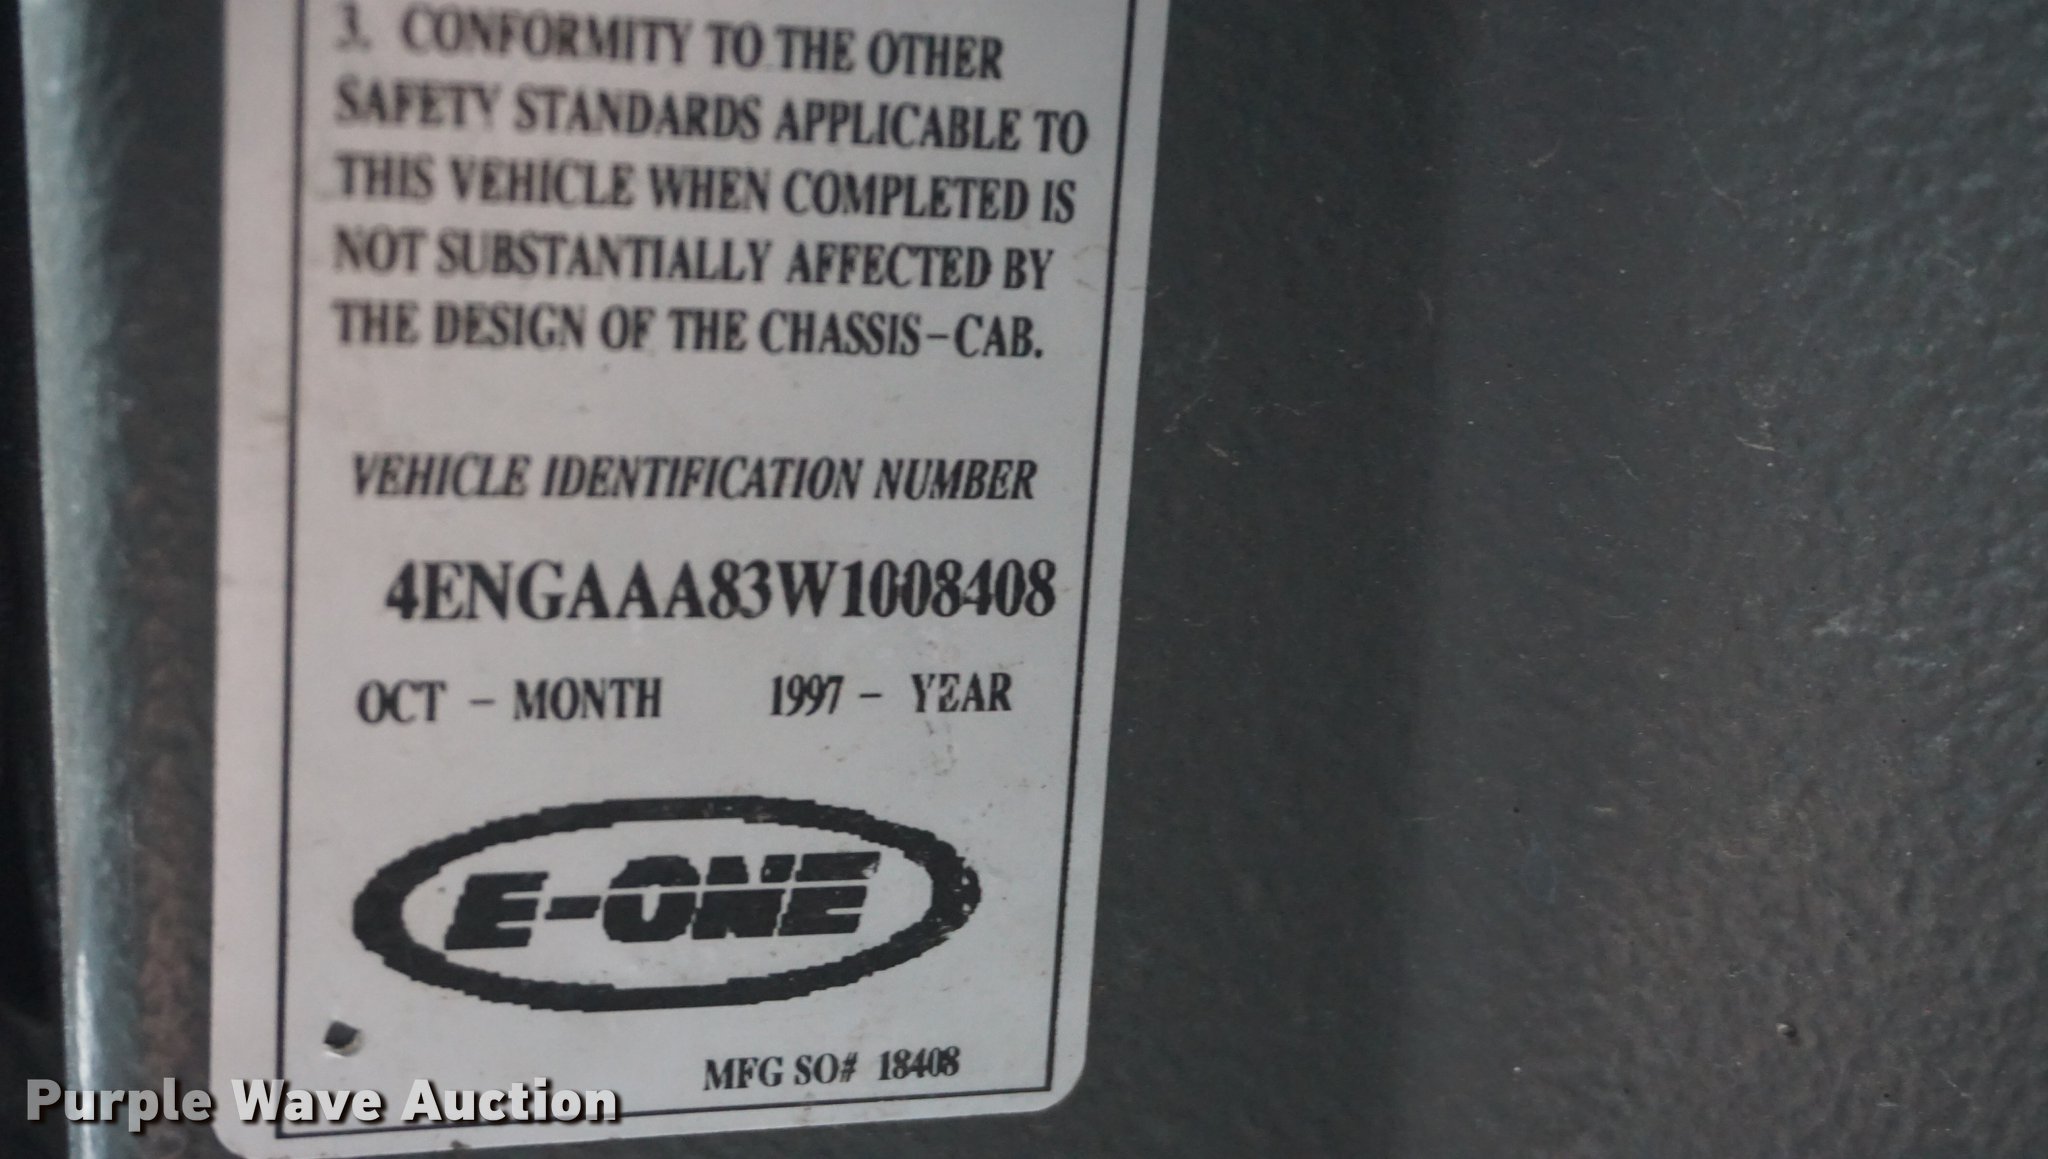 3. CONFORMITY TO THE OTHER
SAFETY STANDARDS APPLICABLE TO
THIS VEHICLE WHEN COMPLETED IS
NOT SUBSTANTIALLY AFFECTED BY
THE DESIGN OF THE CHASSIS-CAB.
VEHICLE IDENTIFICATION NUMBER
4ENGAAA83W1008408
OCT - MONTH 1997 - YEAR
E-ONE
MFG SO# 18408
Purple Wave Auction